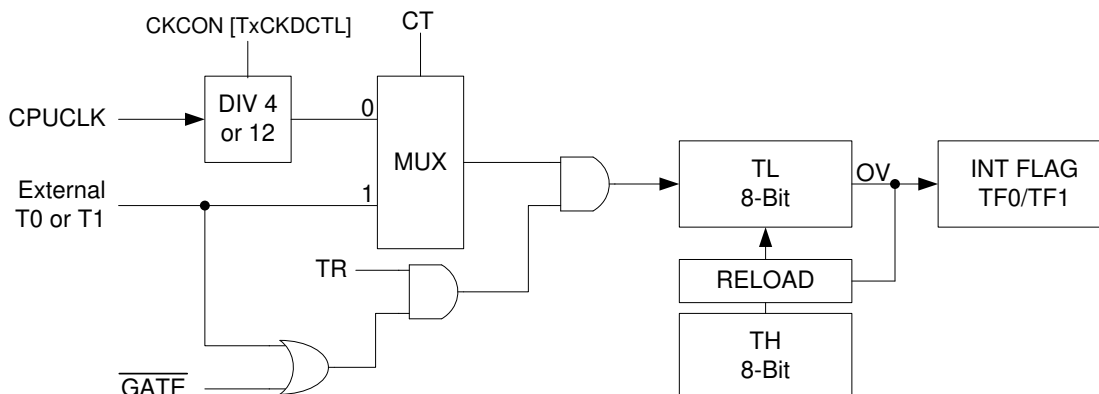 CKCON [TxCKDCTL]
CT
CPUCLK
DIV 4
or 12
0
MUX
External
T0 or T1
1
TL
8-Bit
OV
INT FLAG
TF0/TF1
TR
RELOAD
TH
8-Bit
GATE